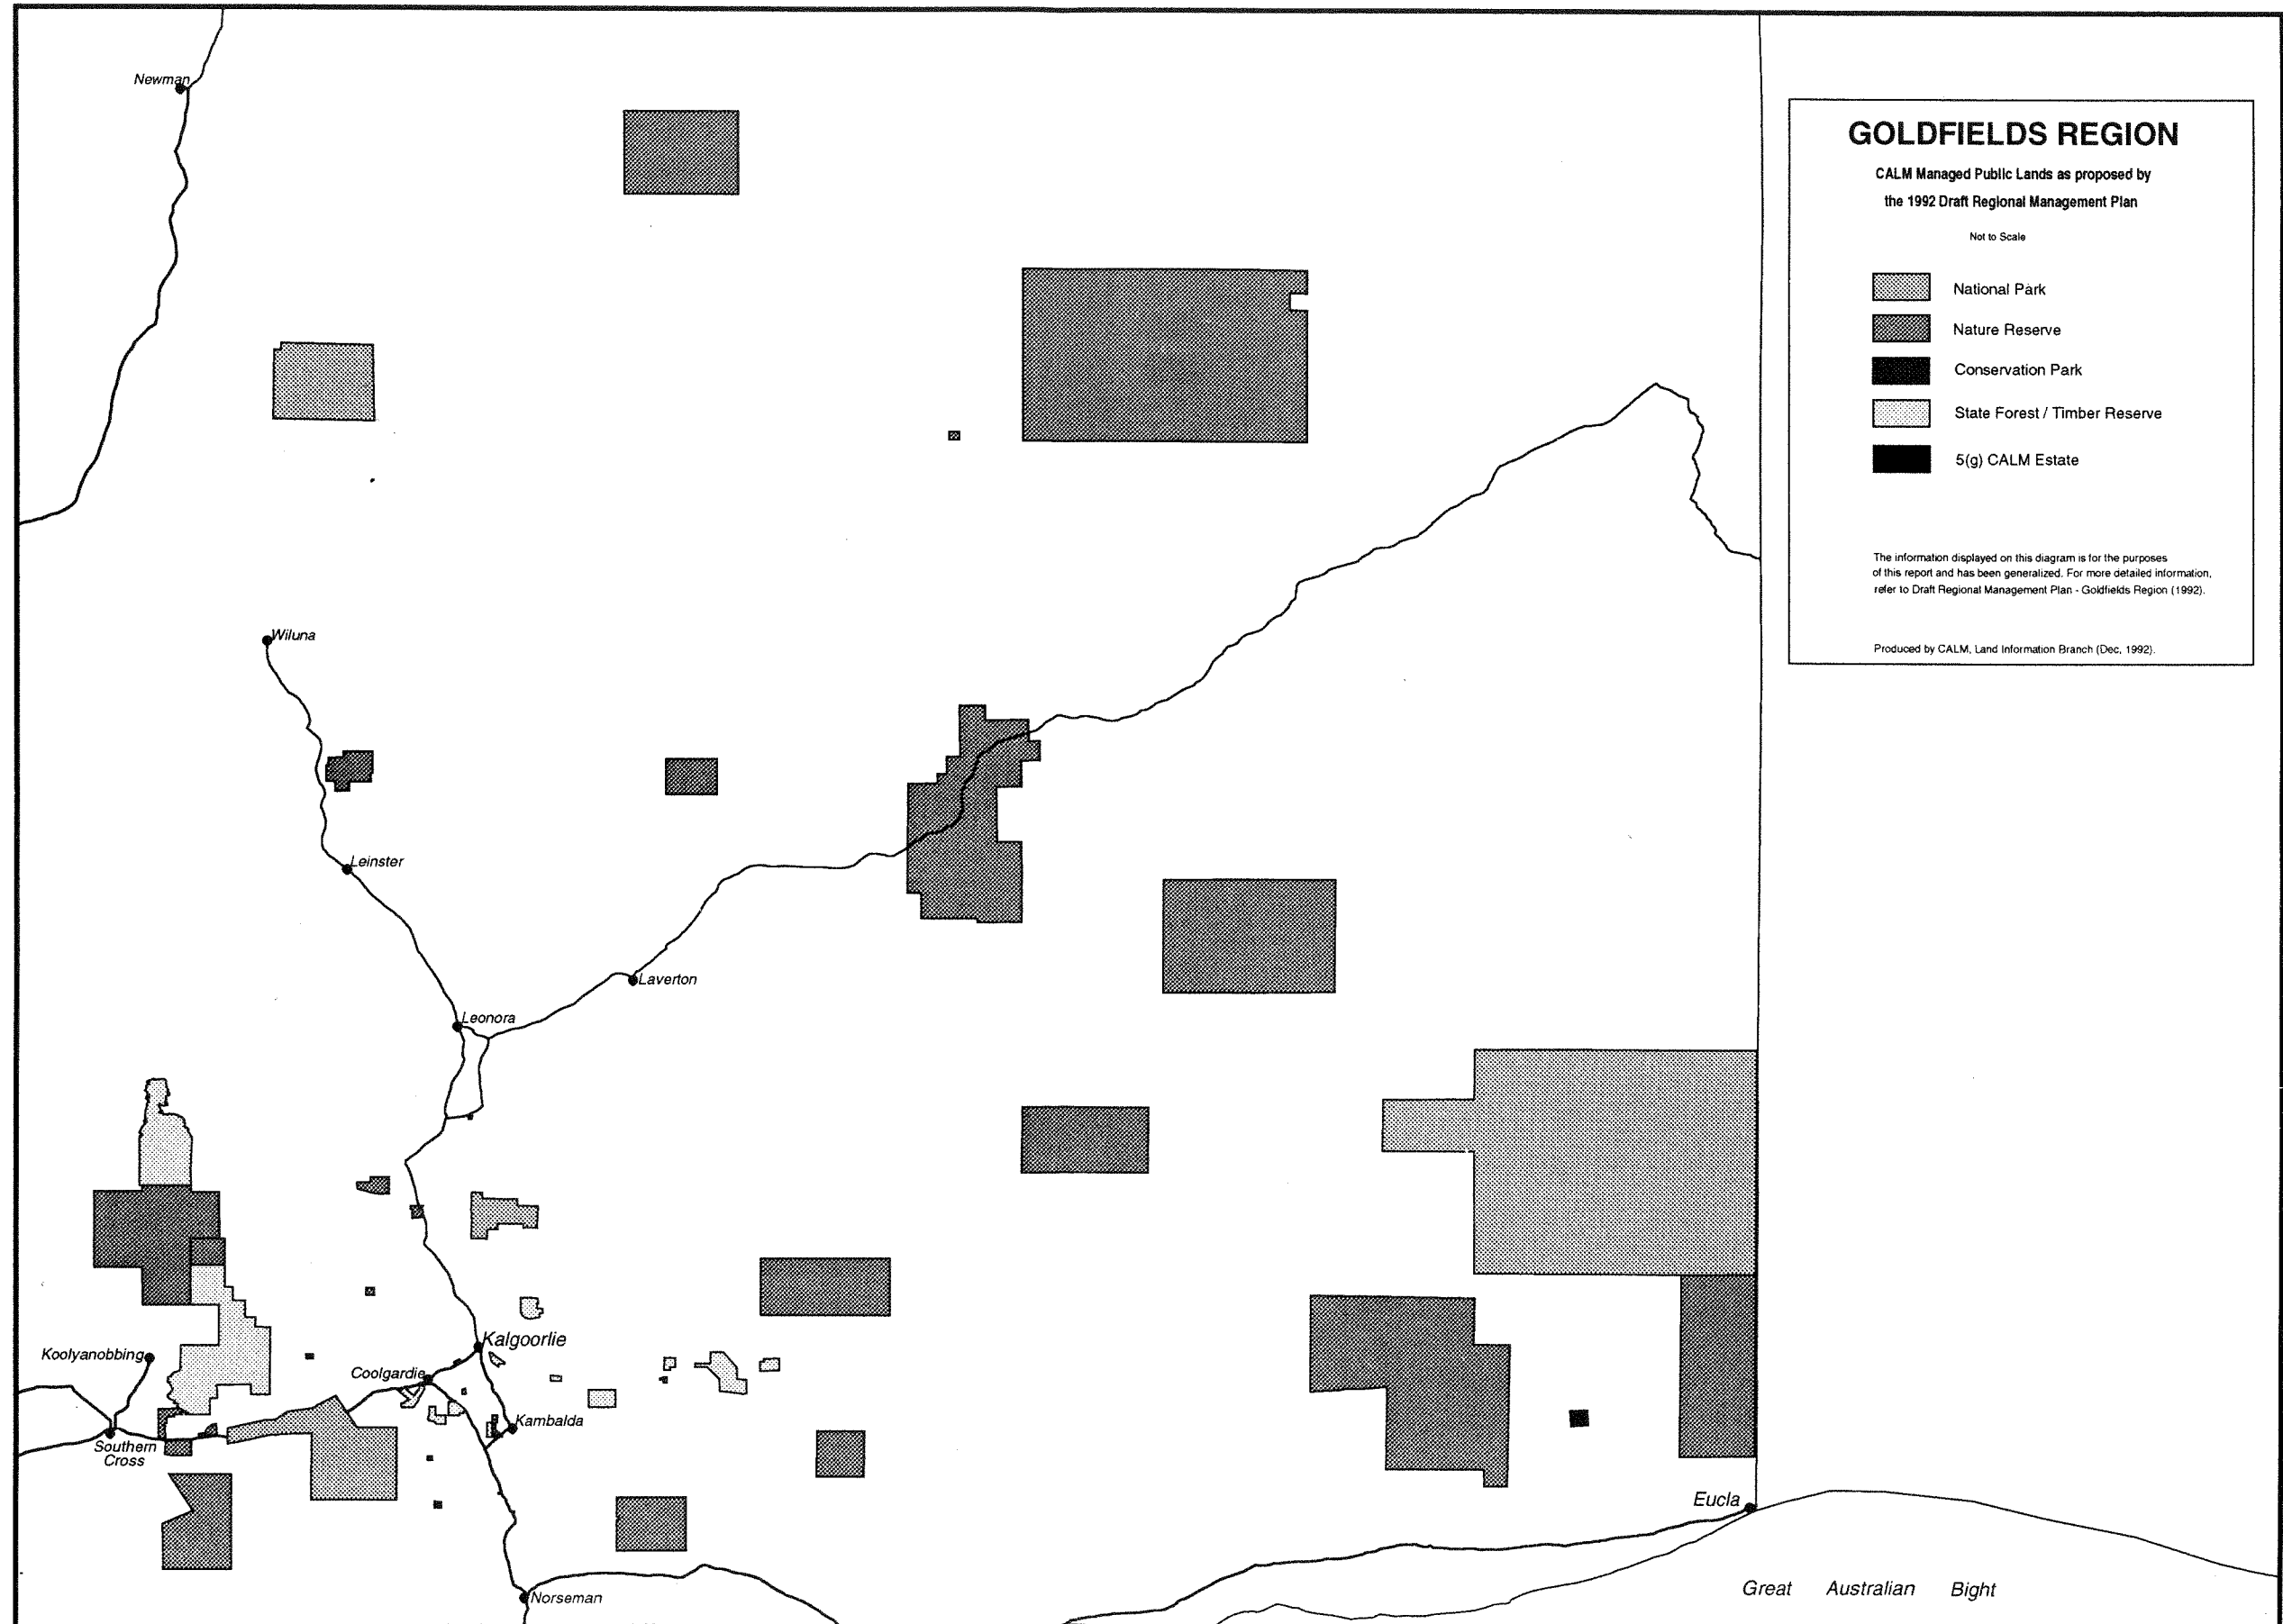 Newman
GOLDFIELDS REGION
CALM Managed Public Lands as proposed by
the 1992 Draft Regional Management Plan
Not to Scale
National Park
Nature Reserve
Conservation Park
State Forest / Timber Reserve
5(g) CALM Estate
The information displayed on this diagram is for the purposes
of this report and has been generalized. For more detailed information,
refer to Draft Regional Management Plan - Goldfields Region (1992).
Produced by CALM, Land Information Branch (Dec, 1992).
Wiluna
Leinster
Laverton
Leonora
Kalgoorlie
Koolyanobbing
Coolgardie
Kambalda
Southern
Cross
Eucla
Great Australian Bight
Norseman